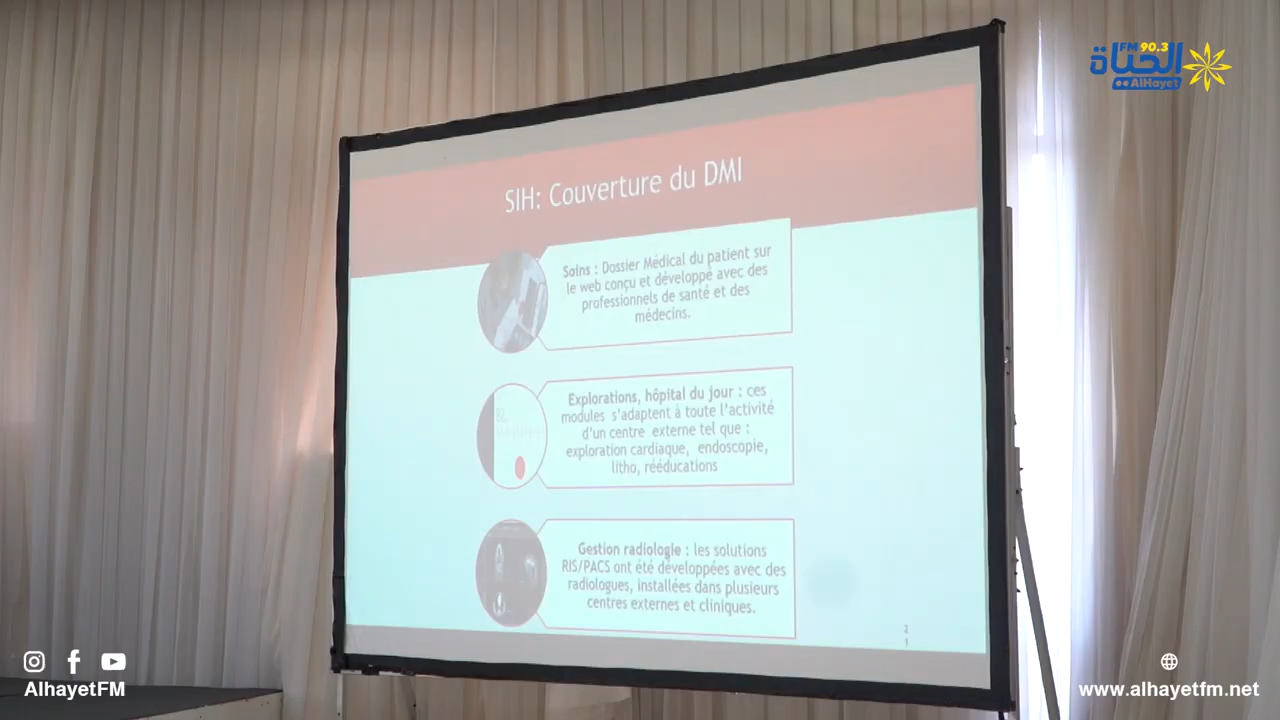 FM 90.3
الحياة
AlHayet
SIH: Couverture du DMI
Soins : Dossier Médical du patient sur
le web conçu et développé avec des
professionnels de santé et des
médecins.
Explorations, hôpital du jour : ces
modules s'adaptent à toute l'activité
d'un centre externe tel que :
exploration cardiaque, endoscopie,
litho, rééducations
Gestion radiologie : les solutions
RIS/PACS ont été développées avec des
radiologues, installées dans plusieurs
centres externes et cliniques.
2
1
AlhayetFM
www.alhayetfm.net